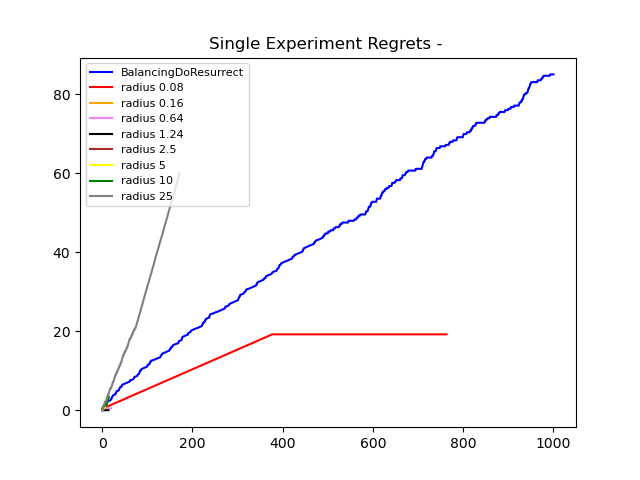 Single Experiment Regrets -
BalancingDoResurrect
radius 0.08
radius 0.16
radius 0.64
radius 1.24
radius 2.5
radius 5
radius 10
radius 25
80
60
40
20
0
0 200 400 600 800 1000